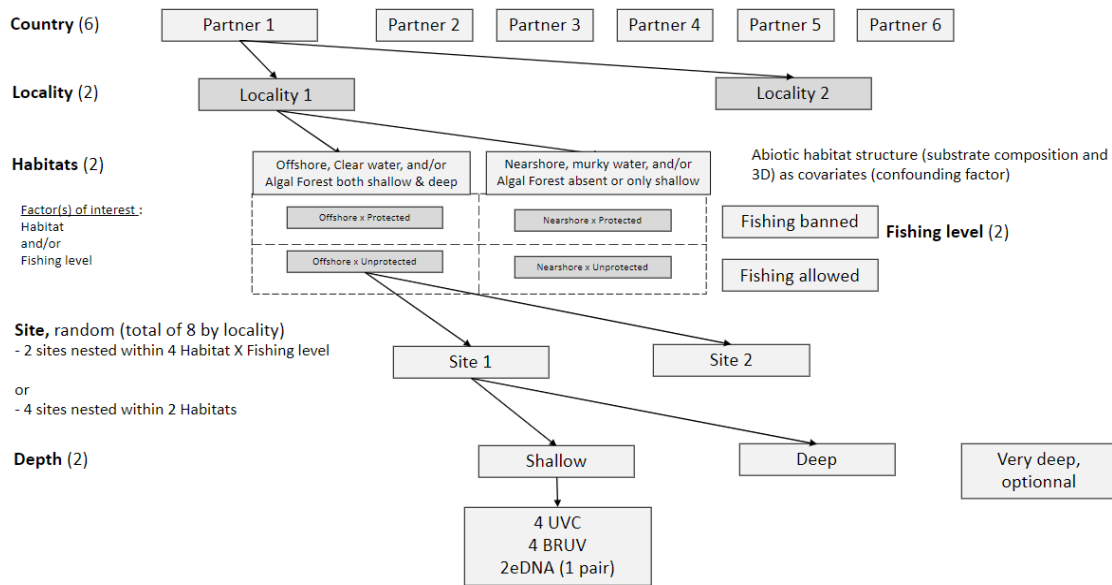 Country (6)
Partner 1
Partner 2
Partner 3
Partner 4
Partner 5
Partner 6
Locality (2)
Locality 1
Locality 2
Habitats (2)
Offshore, Clear water, and/or
Algal Forest both shallow & deep
Nearshore, murky water, and/or
Algal Forest absent or only shallow
Abiotic habitat structure (substrate composition and
3D) as covariates (confounding factor)
Factor(s) of interest :
Habitat
and/or
Fishing level
Offshore x Protected
Nearshore x Protected
Fishing banned
Fishing level (2)
Offshore x Unprotected
Nearshore x Unprotected
Fishing allowed
Site, random (total of 8 by locality)
- 2 sites nested within 4 Habitat X Fishing level
or
- 4 sites nested within 2 Habitats
Site 1
Site 2
Depth (2)
Shallow
Deep
Very deep,
optionnal
4 UVC
4 BRUV
2eDNA (1 pair)